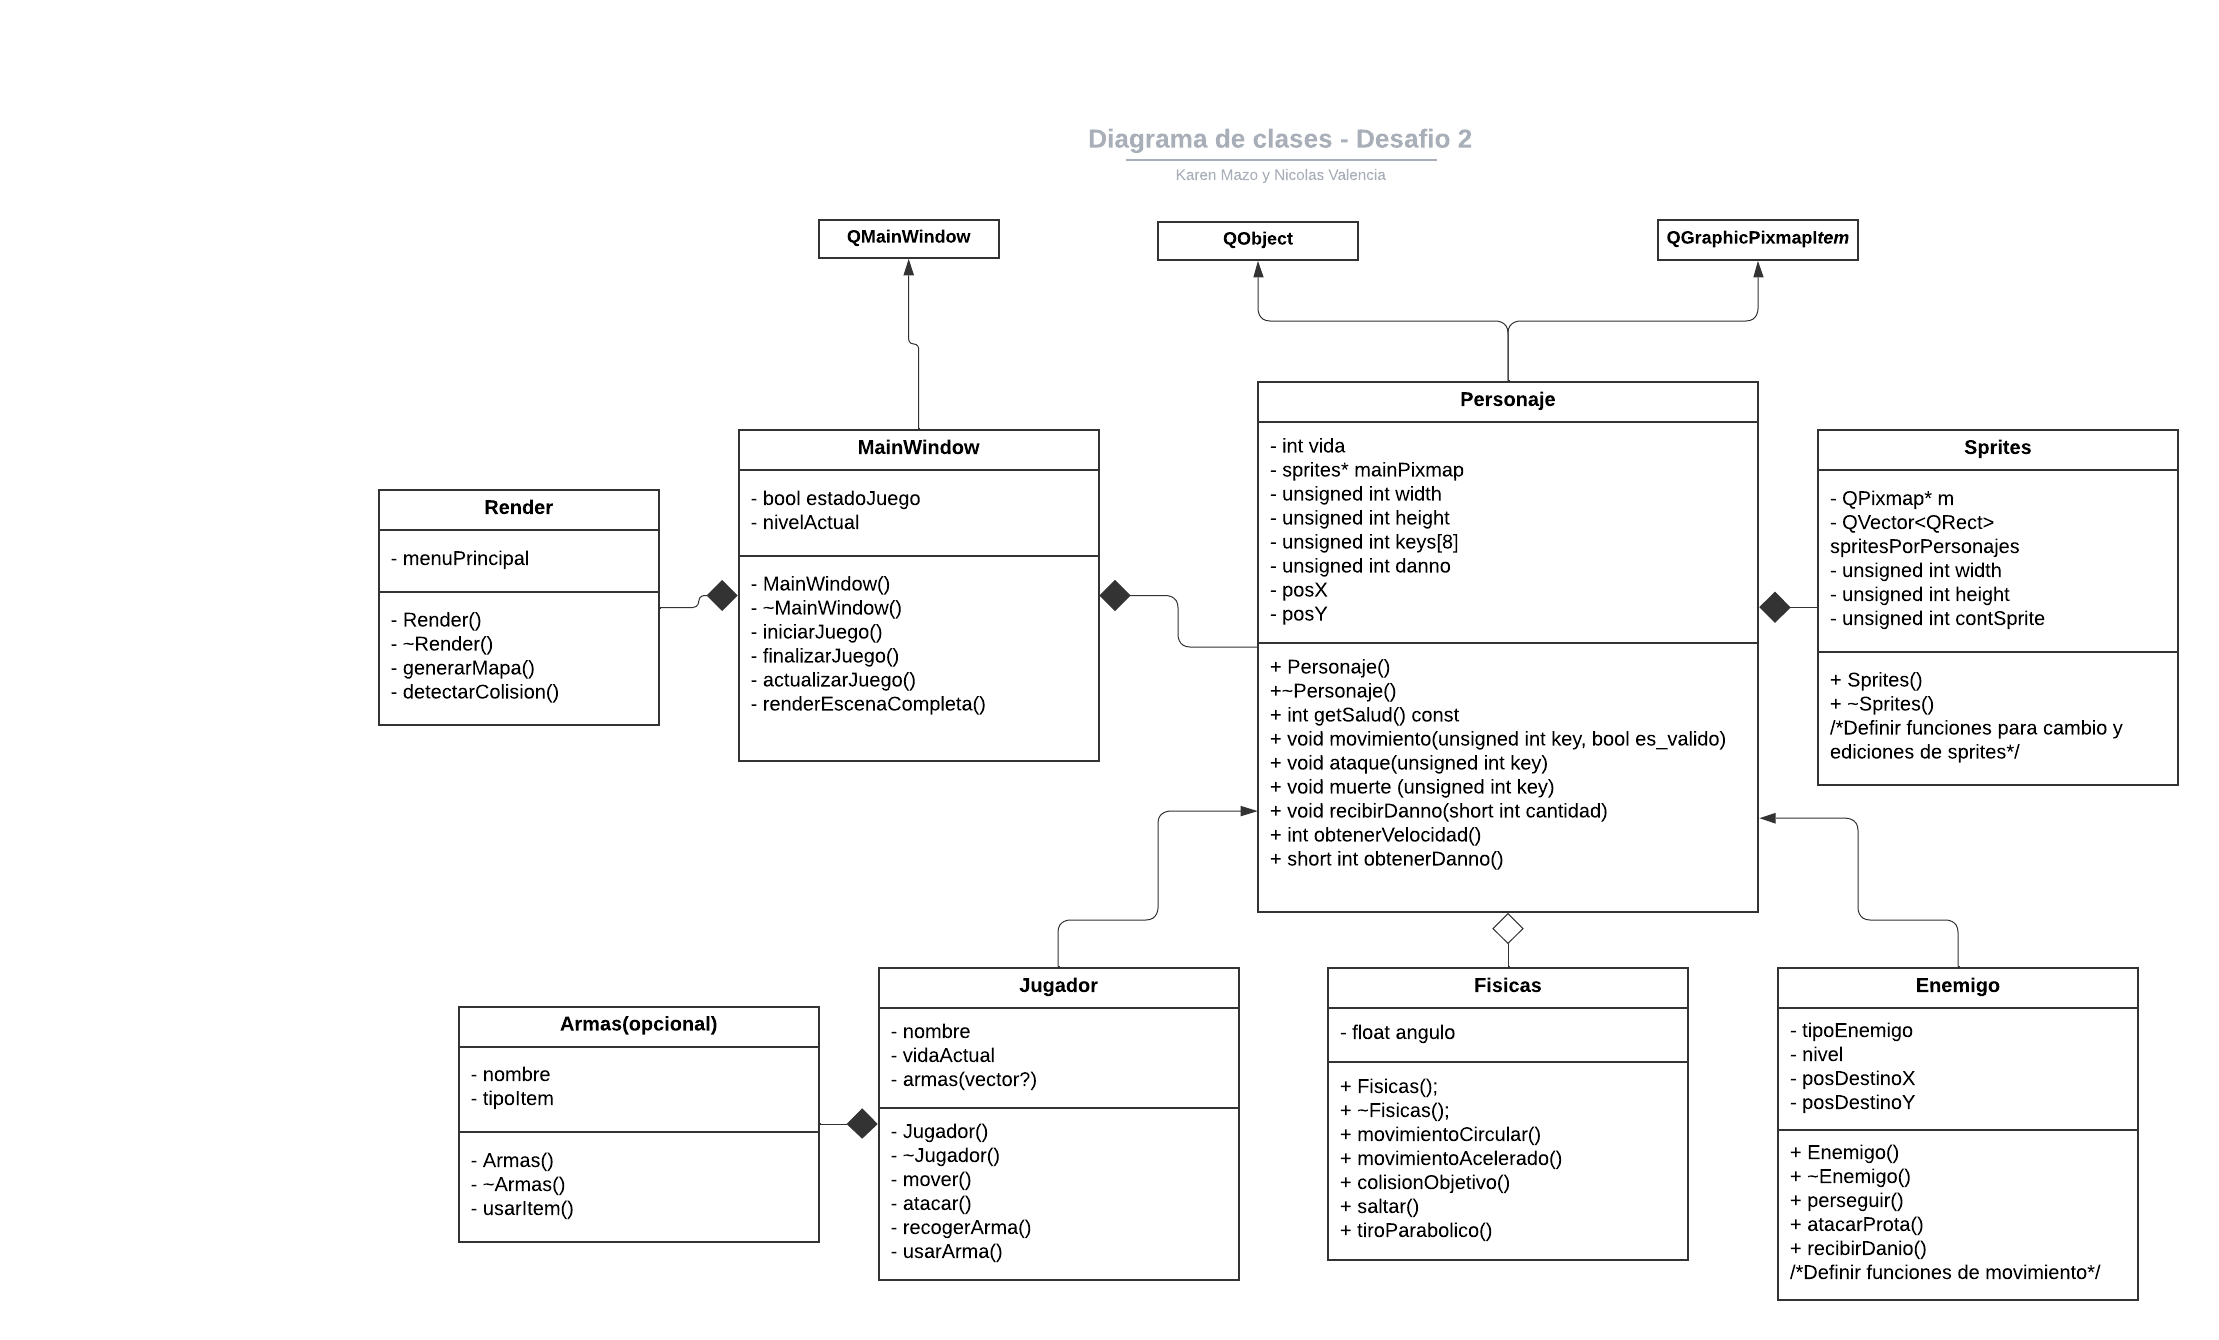 Diagrama de clases - Desafio 2
Karen Mazo y Nicolas Valencia
QMainWindow
QObject
QGraphicPixmapItem
Render
- menuPrincipal
- Render()
- ~Render()
- generarMapa()
- detectarColision()
MainWindow
- bool estadoJuego
- nivelActual
- MainWindow()
- ~MainWindow()
- iniciarJuego()
- finalizarJuego()
- actualizarJuego()
- renderEscenaCompleta()
Personaje
- int vida
- sprites* mainPixmap
- unsigned int width
- unsigned int height
- unsigned int keys[8]
- unsigned int danno
- posX
- posY
+ Personaje()
+~Personaje()
+ int getSalud() const
+ void movimiento(unsigned int key, bool es_valido)
+ void ataque(unsigned int key)
+ void muerte (unsigned int key)
+ void recibirDanno(short int cantidad)
+ int obtenerVelocidad()
+ short int obtenerDanno()
Sprites
- QPixmap* m
- QVector<QRect>
spritesPorPersonajes
- unsigned int width
- unsigned int height
- unsigned int contSprite
+ Sprites()
+ ~Sprites()
/*Definir funciones para cambio y
ediciones de sprites*/
Armas(opcional)
- nombre
- tipoItem
- Armas()
- ~Armas()
- usarItem()
Jugador
- nombre
- vidaActual
- armas(vector?)
- Jugador()
- ~Jugador()
- mover()
- atacar()
- recogerArma()
- usarArma()
Fisicas
- float angulo
+ Fisicas();
+ ~Fisicas();
+ movimientoCircular()
+ movimientoAcelerado()
+ colisionObjetivo()
+ saltar()
+ tiroParabolico()
Enemigo
- tipoEnemigo
- nivel
- posDestinoX
- posDestinoY
+ Enemigo()
+ ~Enemigo()
+ perseguir()
+ atacarProta()
+ recibirDanio()
/*Definir funciones de movimiento*/